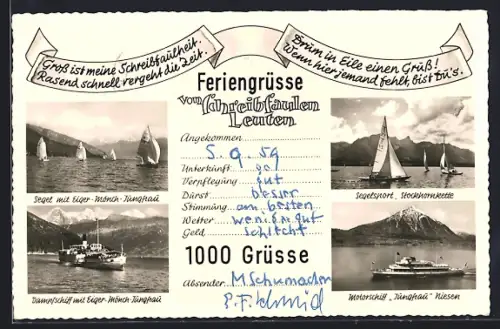 Groß ist meine Schreibfaulheit.
Rasend schnell vergeht die Zeit.
Drum in Eile einen Gruß!
Wenn hier jemand fehlt, bist Du's.
Feriengrüsse
von schreibfaulen
Leuten
Angekommen 5. 9. 59
Unterkunft gut
Verpflegung gut
Durst besser
Stimmung am besten
Wetter
Geld schlecht
1000 Grüsse
Absender M Schumacher
P. F. Schmid
Segel mit Eiger-Mönch-Jungfrau
Dampfschiff mit Eiger-Mönch-Jungfrau
Segelsport, Stockhornkette
Motorschiff „Jungfrau" Niesen